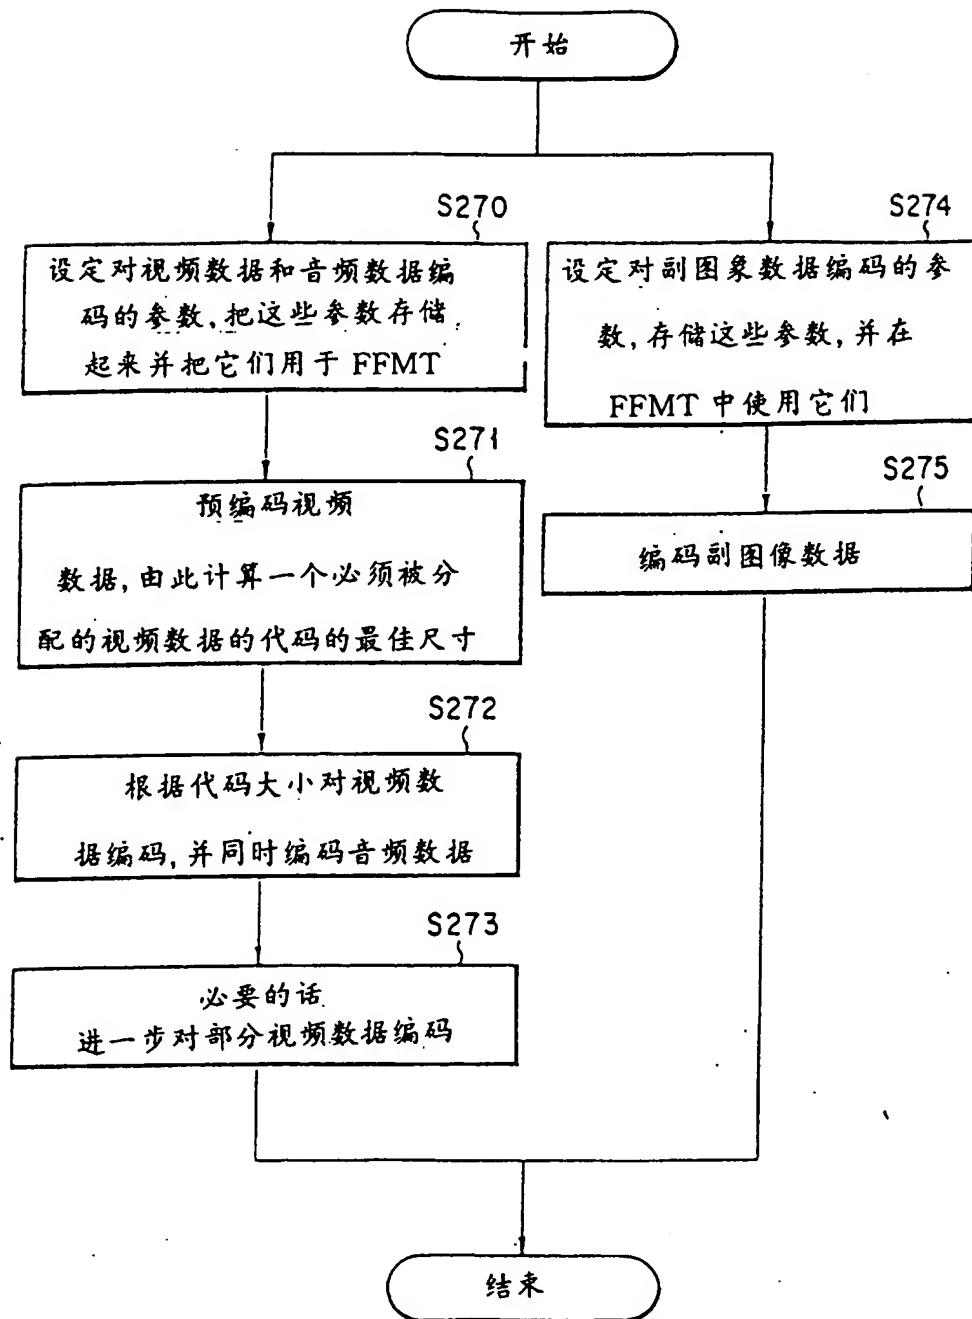 开始
S270
设定对视频数据和音频数据编
码的参数,把这些参数存储
起来并把它们用于 FFMT
S271
预编码视频
数据,由此计算一个必须被分
配的视频数据的代码的最佳尺寸
S272
根据代码大小对视频数
据编码,并同时编码音频数据
S273
必要的话
进一步对部分视频数据编码
S274
设定对副图象数据编码的参
数,存储这些参数,并在
FFMT 中使用它们
S275
编码副图像数据
结束